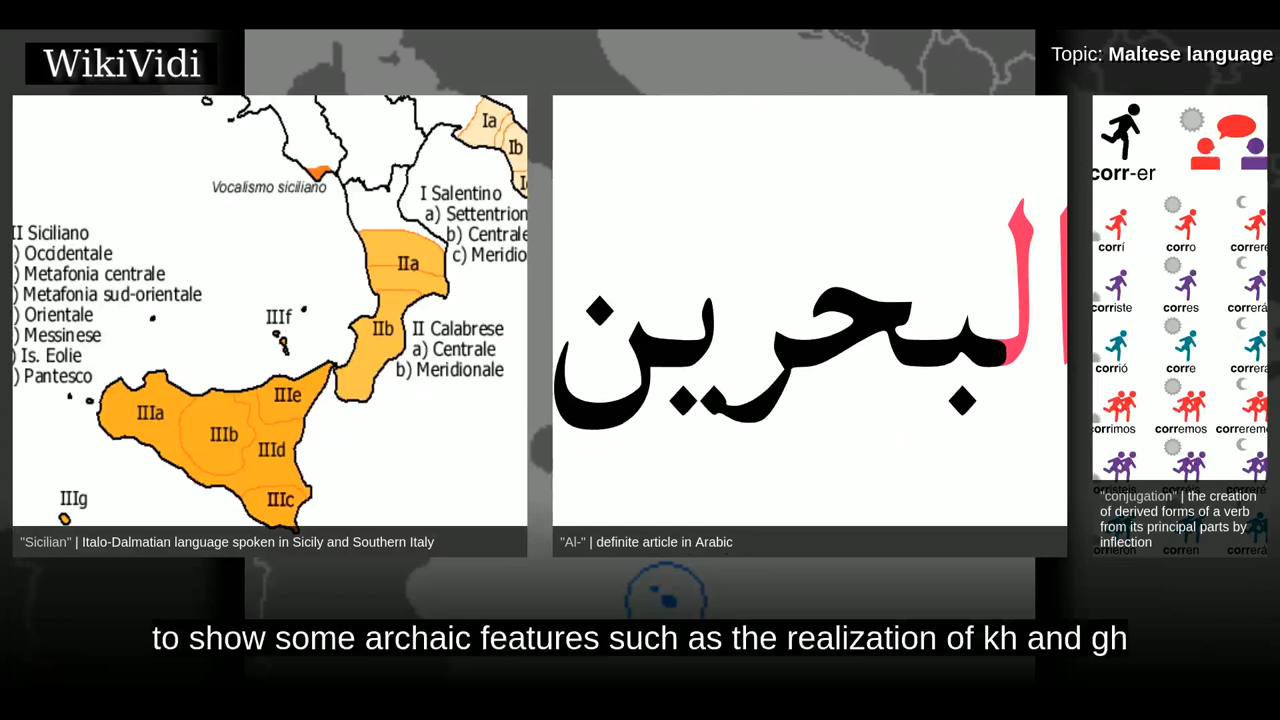 WikiVidi
Topic: Maltese language
Ia
Ib
Vocalismo siciliano
I Salentino
a) Settentrion
b) Centrale
c) Meridio
II Siciliano
) Occidentale
) Metafonia centrale
) Metafonia sud-orientale
) Orientale
) Messinese
) Is. Eolie
) Pantesco
IIa
IIb
II Calabrese
a) Centrale
b) Meridionale
IIIf
IIIe
IIIa
IIIb
IIId
IIIc
IIIg
"Sicilian" | Italo-Dalmatian language spoken in Sicily and Southern Italy
البحرين
"Al-" | definite article in Arabic
corr-er
corrí
corro
correré
corriste
corres
correrá
corrió
corre
correrá
corrimos
corremos
correremo
"conjugation" | the creation
of derived forms of a verb
from its principal parts by
inflection
to show some archaic features such as the realization of kh and gh